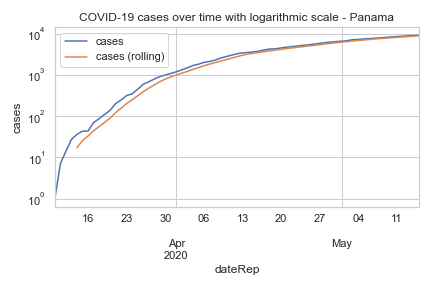 COVID-19 cases over time with logarithmic scale - Panama
cases
cases (rolling)
10⁴
10³
10²
10¹
10⁰
cases
16 23 30 06 13 20 27 04 11
Apr May
2020
dateRep